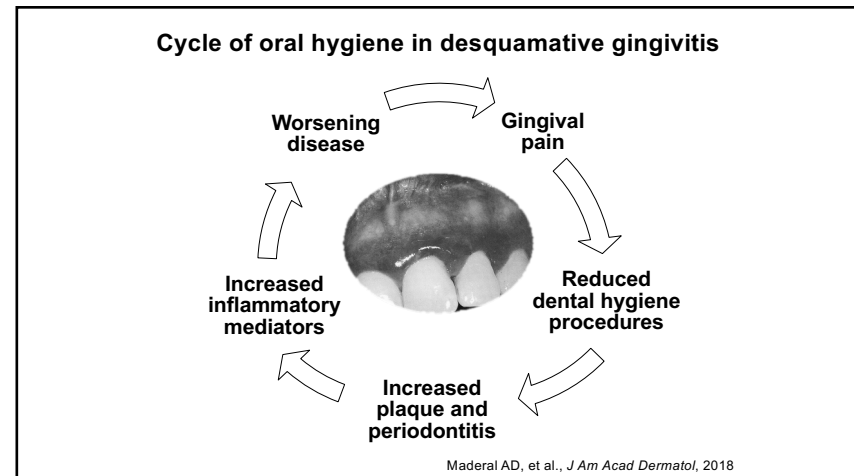 Cycle of oral hygiene in desquamative gingivitis
Worsening
disease
Gingival
pain
Reduced
dental hygiene
procedures
Increased
plaque and
periodontitis
Increased
inflammatory
mediators
Maderal AD, et al., J Am Acad Dermatol, 2018